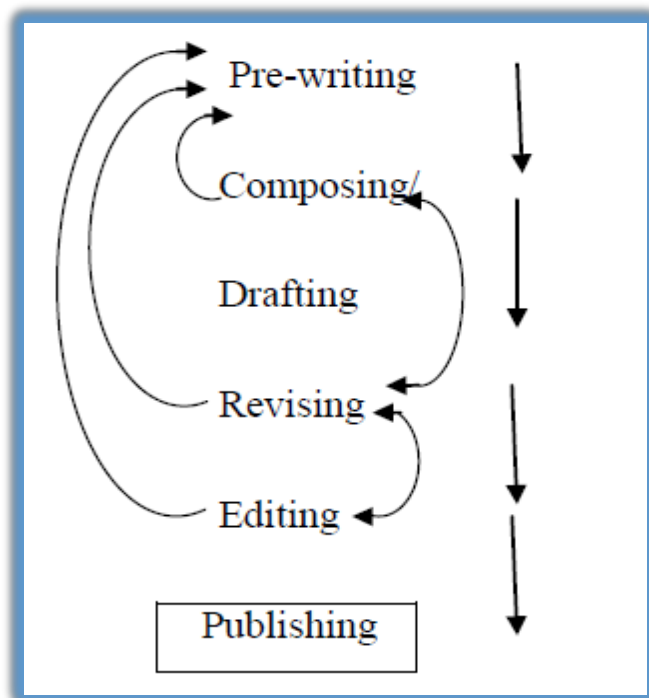 Pre-writing
Composing/
Drafting
Revising
Editing
Publishing